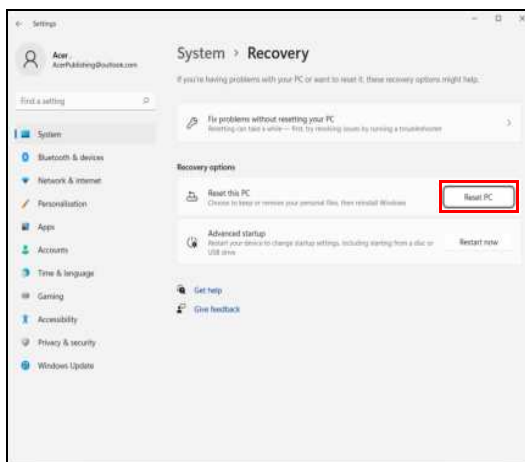 Settings
Acer .
AcerPublishing@outlook.com
Find a setting
System
Bluetooth & devices
Network & internet
Personalization
Apps
Accounts
Time & language
Gaming
Accessibility
Privacy & security
Windows Update
System > Recovery
If you're having problems with your PC or want to reset it, these recovery options might help.
Fix problems without resetting your PC
Resetting can take a while — first, try resolving issues by running a troubleshooter
Recovery options
Reset this PC
Choose to keep or remove your personal files, then reinstall Windows
Reset PC
Advanced startup
Restart your device to change startup settings, including starting from a disc or
USB drive
Restart now
Get help
Give feedback